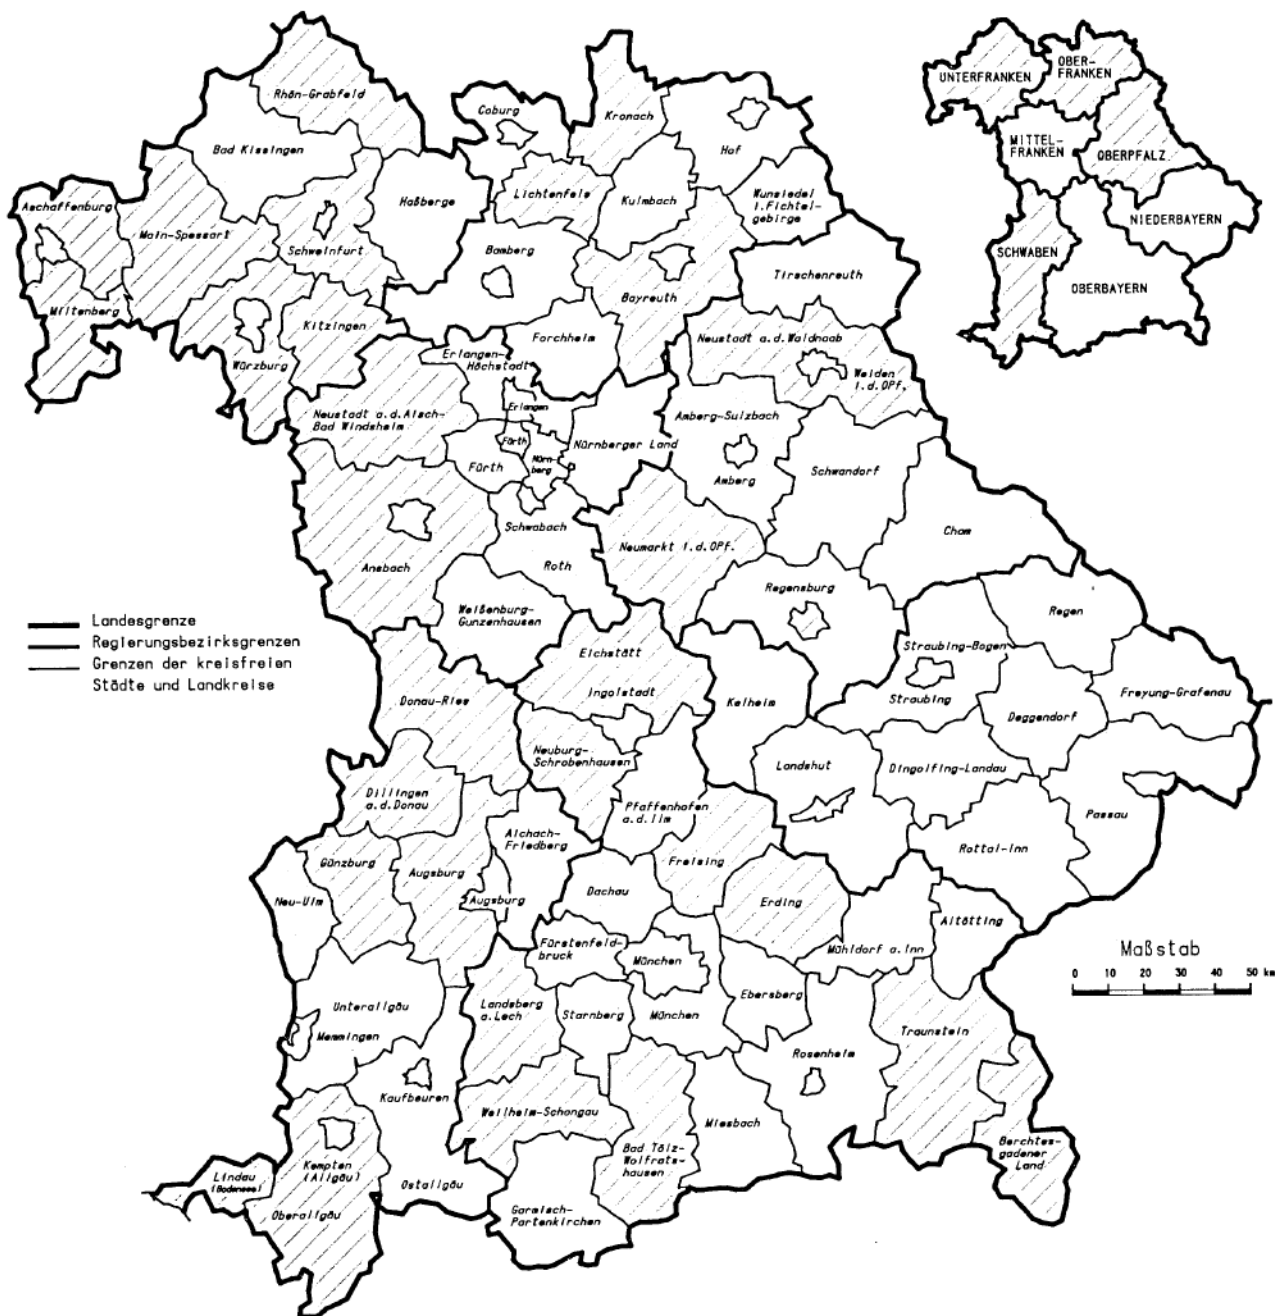 Rhön-Grabfeld
Coburg
Kronach
Bad Kissingen
Hof
Aschaffenburg
Haßberge
Lichtenfels
Kulmbach
Wunsiedel
i.Fichtel-
gebirge
Main-Spessart
Schweinfurt
Bamberg
Tirschenreuth
Bayreuth
Miltenberg
Kitzingen
Würzburg
Forchheim
Neustadt a.d.Waldnaab
Erlangen-
Höchstadt
Weiden
i.d.OPf.
Neustadt a.d.Aisch-
Bad Windsheim
Erlangen
Amberg-Sulzbach
Fürth
Nürnberger Land
Fürth
Nürn-
berg
Schwandorf
Amberg
Schwabach
Cham
Neumarkt i.d.OPf.
Ansbach
Roth
Regensburg
Weißenburg-
Gunzenhausen
Regen
Straubing-Bogen
Eichstätt
Ingolstadt
Donau-Ries
Kelheim
Straubing
Freyung-Grafenau
Deggendorf
Neuburg-
Schrobenhausen
Landshut
Dingolfing-Landau
Dillingen
a.d.Donau
Pfaffenhofen
a.d.Ilm
Passau
Aichach-
Friedberg
Rottal-Inn
Günzburg
Augsburg
Freising
Neu-Ulm
Augsburg
Dachau
Erding
Altötting
Fürstenfeld-
bruck
München
Mühldorf a.Inn
Ebersberg
Unterallgäu
Landsberg
a.Lech
Starnberg
München
Memmingen
Traunstein
Rosenheim
Kaufbeuren
Weilheim-Schongau
Miesbach
Bad Tölz-
Wolfrats-
hausen
Berchtes-
gadener
Land
Lindau
(Bodensee)
Kempten
(Allgäu)
Ostallgäu
Oberallgäu
Garmisch-
Partenkirchen
UNTERFRANKEN
OBER-
FRANKEN
MITTEL-
FRANKEN
OBERPFALZ
NIEDERBAYERN
SCHWABEN
OBERBAYERN
Landesgrenze
Regierungsbezirksgrenzen
Grenzen der kreisfreien
Städte und Landkreise
Maßstab
0 10 20 30 40 50 km